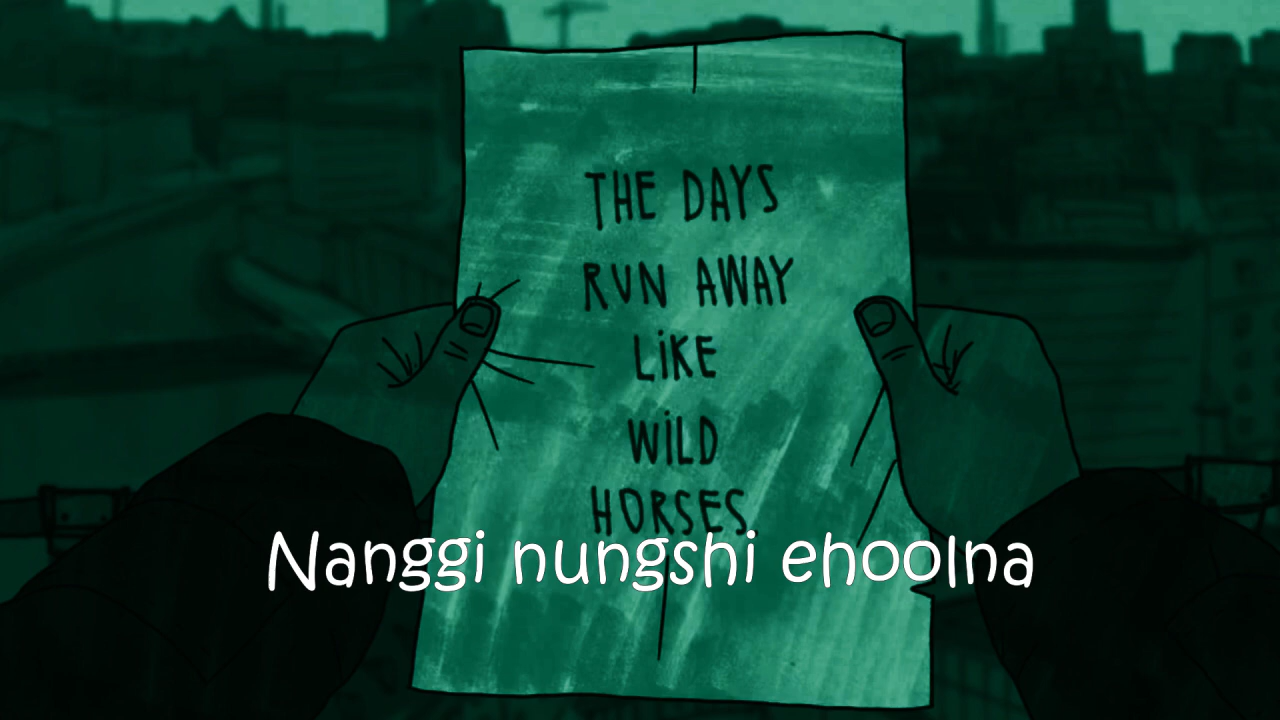 THE DAYS
RUN AWAY
LIKE
WILD
HORSES
Nanggi nungshi ehoolna